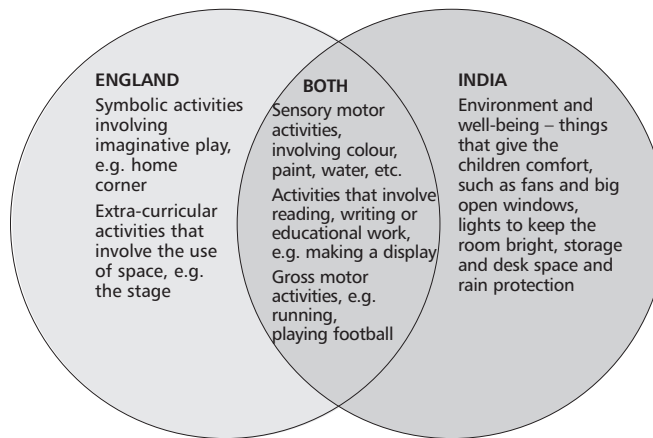 ENGLAND
Symbolic activities
involving
imaginative play,
e.g. home
corner
Extra-curricular
activities that
involve the use
of space, e.g.
the stage
BOTH
Sensory motor
activities,
involving colour,
paint, water, etc.
Activities that involve
reading, writing or
educational work,
e.g. making a display
Gross motor
activities, e.g.
running,
playing football
INDIA
Environment and
well-being – things
that give the
children comfort,
such as fans and big
open windows,
lights to keep the
room bright, storage
and desk space and
rain protection